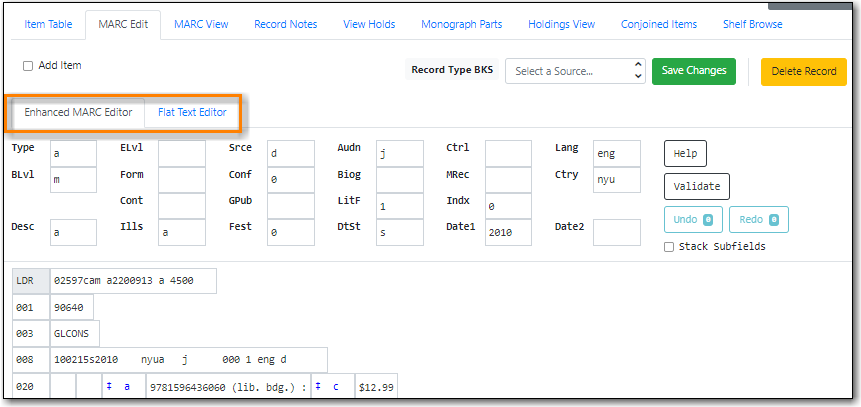 Item Table MARC Edit MARC View Record Notes View Holds Monograph Parts Holdings View Conjoined Items Shelf Browse
Add Item Record Type BKS Select a Source... Save Changes Delete Record
Enhanced MARC Editor Flat Text Editor
Type a ELvl Srce d Audn j Ctrl Lang eng Help
BLvl m Form Conf 0 Biog MRec Ctry nyu Validate
Cont GPub LitF 1 Indx 0
Undo 0 Redo 0
Desc a Ills a Fest 0 DtSt s Date1 2010 Date2
Stack Subfields
LDR 02597cam a2200913 a 4500
001 90640
003 GLCONS
008 100215s2010    nyua   j      000 1 eng d
020 ‡ a 9781596436060 (lib. bdg.) : ‡ c $12.99